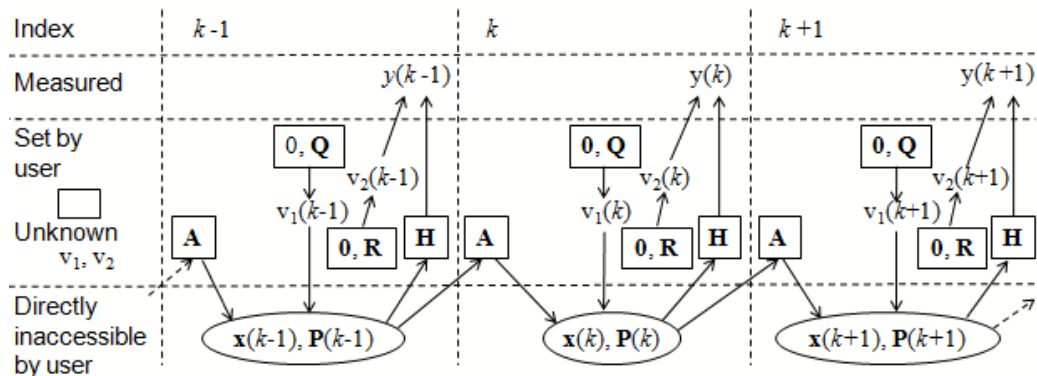 Index k-1 k k+1
Measured y(k-1) y(k) y(k+1)
Set by user 0, Q 0, Q 0, Q
v₂(k-1) v₂(k) v₂(k+1)
v₁(k-1) v₁(k) v₁(k+1)
Unknown v₁, v₂ A 0, R H A 0, R H A 0, R H
Directly inaccessible by user
x(k-1), P(k-1) x(k), P(k) x(k+1), P(k+1)